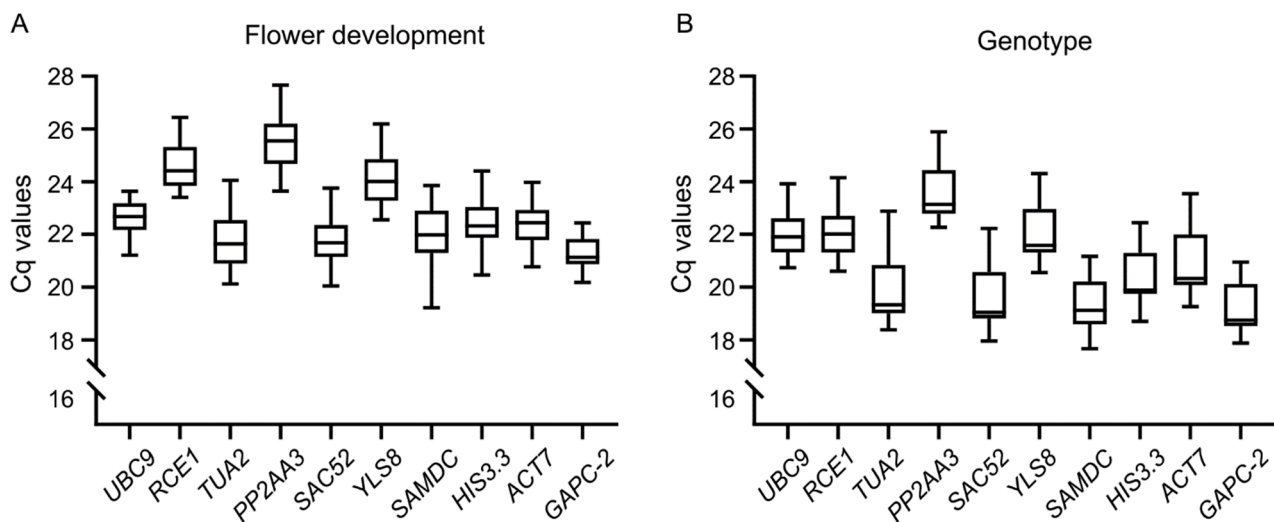 A
Flower development
Cq values
28
26
24
22
20
18
16
UBC9
RCE1
TUA2
PP2AA3
SAC52
YLS8
SAMDC
HIS3.3
ACT7
GAPC-2
B
Genotype
Cq values
28
26
24
22
20
18
16
UBC9
RCE1
TUA2
PP2AA3
SAC52
YLS8
SAMDC
HIS3.3
ACT7
GAPC-2